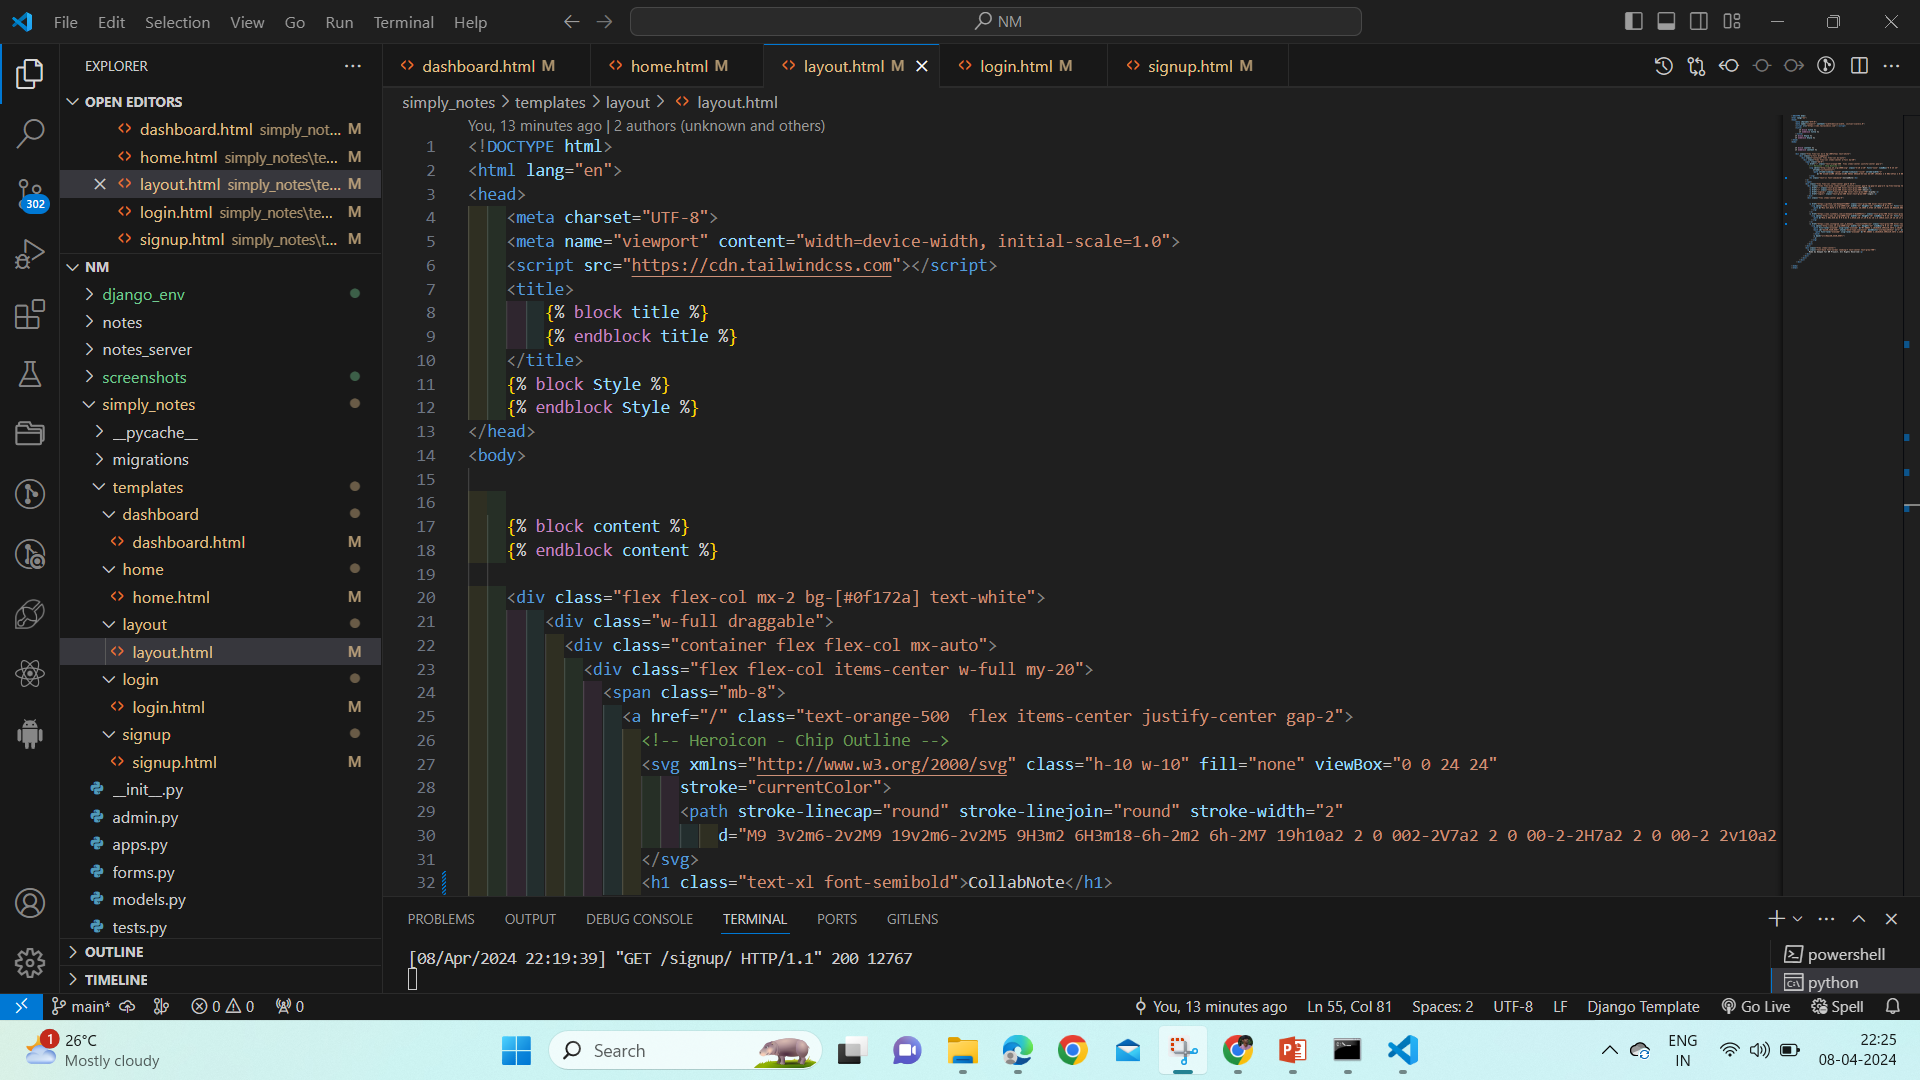 File Edit Selection View Go Run Terminal Help
NM
EXPLORER
OPEN EDITORS
dashboard.html simply_not... M
home.html simply_notes\te... M
layout.html simply_notes\te... M
login.html simply_notes\te... M
signup.html simply_notes\t... M
302
NM
django_env
notes
notes_server
screenshots
simply_notes
__pycache__
migrations
templates
dashboard
dashboard.html M
home
home.html M
layout
layout.html M
login
login.html M
signup
signup.html M
__init__.py
admin.py
apps.py
forms.py
models.py
tests.py
OUTLINE
TIMELINE
dashboard.html M home.html M layout.html M login.html M signup.html M
simply_notes > templates > layout > layout.html
You, 13 minutes ago | 2 authors (unknown and others)
1 <!DOCTYPE html>
2 <html lang="en">
3 <head>
4 <meta charset="UTF-8">
5 <meta name="viewport" content="width=device-width, initial-scale=1.0">
6 <script src="https://cdn.tailwindcss.com"></script>
7 <title>
8 {% block title %}
9 {% endblock title %}
10 </title>
11 {% block Style %}
12 {% endblock Style %}
13 </head>
14 <body>
15
16
17 {% block content %}
18 {% endblock content %}
19
20 <div class="flex flex-col mx-2 bg-[#0f172a] text-white">
21 <div class="w-full draggable">
22 <div class="container flex flex-col mx-auto">
23 <div class="flex flex-col items-center w-full my-20">
24 <span class="mb-8">
25 <a href="/" class="text-orange-500  flex items-center justify-center gap-2">
26 <!-- Heroicon - Chip Outline -->
27 <svg xmlns="http://www.w3.org/2000/svg" class="h-10 w-10" fill="none" viewBox="0 0 24 24"
28 stroke="currentColor">
29 <path stroke-linecap="round" stroke-linejoin="round" stroke-width="2"
30 d="M9 3v2m6-2v2M9 19v2m6-2v2M5 9H3m2 6H3m18-6h-2m2 6h-2M7 19h10a2 2 0 002-2V7a2 2 0 00-2-2H7a2 2 0 00-2 2v10a2
31 </svg>
32 <h1 class="text-xl font-semibold">CollabNote</h1>
PROBLEMS OUTPUT DEBUG CONSOLE TERMINAL PORTS GITLENS
[08/Apr/2024 22:19:39] "GET /signup/ HTTP/1.1" 200 12767
powershell
python
main* 0 0 0 You, 13 minutes ago Ln 55, Col 81 Spaces: 2 UTF-8 LF Django Template Go Live Spell
1
26°C
Mostly cloudy
Search
ENG
IN
22:25
08-04-2024